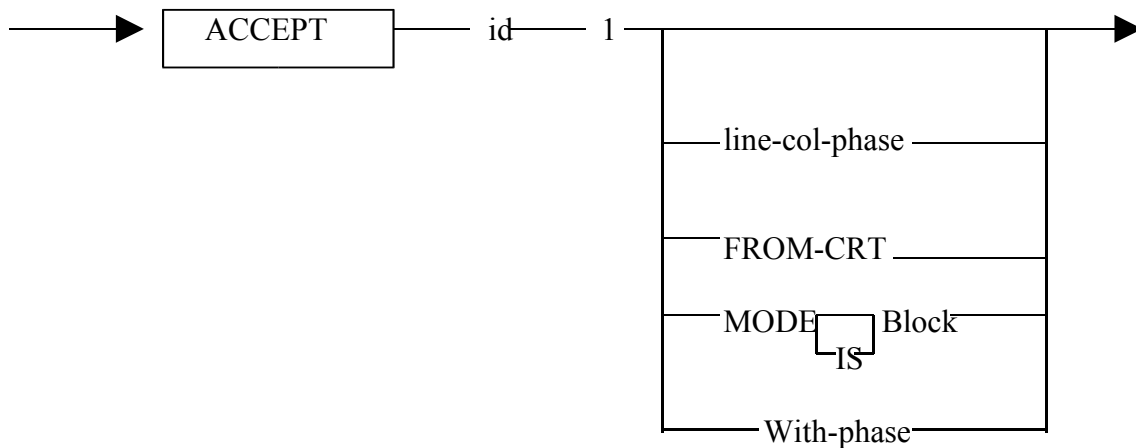 ACCEPT id 1
line-col-phase
FROM-CRT
MODE Block
IS
With-phase